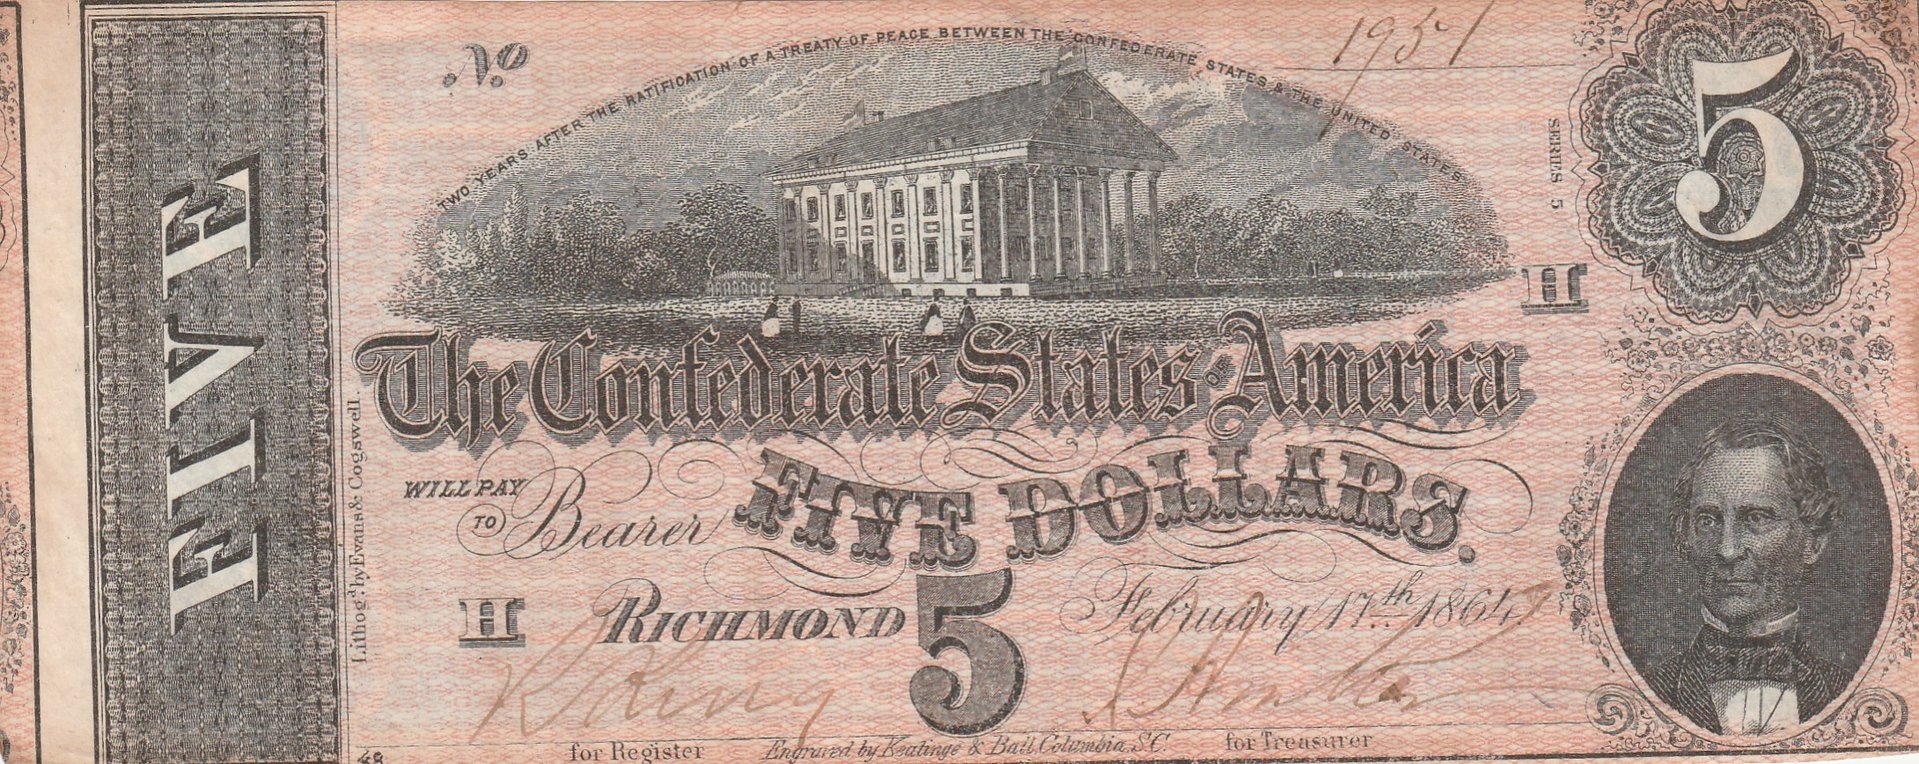 No
1951
TWO YEARS AFTER THE RATIFICATION OF A TREATY OF PEACE BETWEEN THE CONFEDERATE STATES & THE UNITED STATES
5
SERIES 5
H
FIVE
The Confederate States OF America
WILL PAY TO Bearer FIVE DOLLARS.
H RICHMOND 5 February 17th 1864.
Lithog'd by Evans & Cogswell.
for Register
Engraved by Keatinge & Ball, Columbia, S.C.
for Treasurer
48